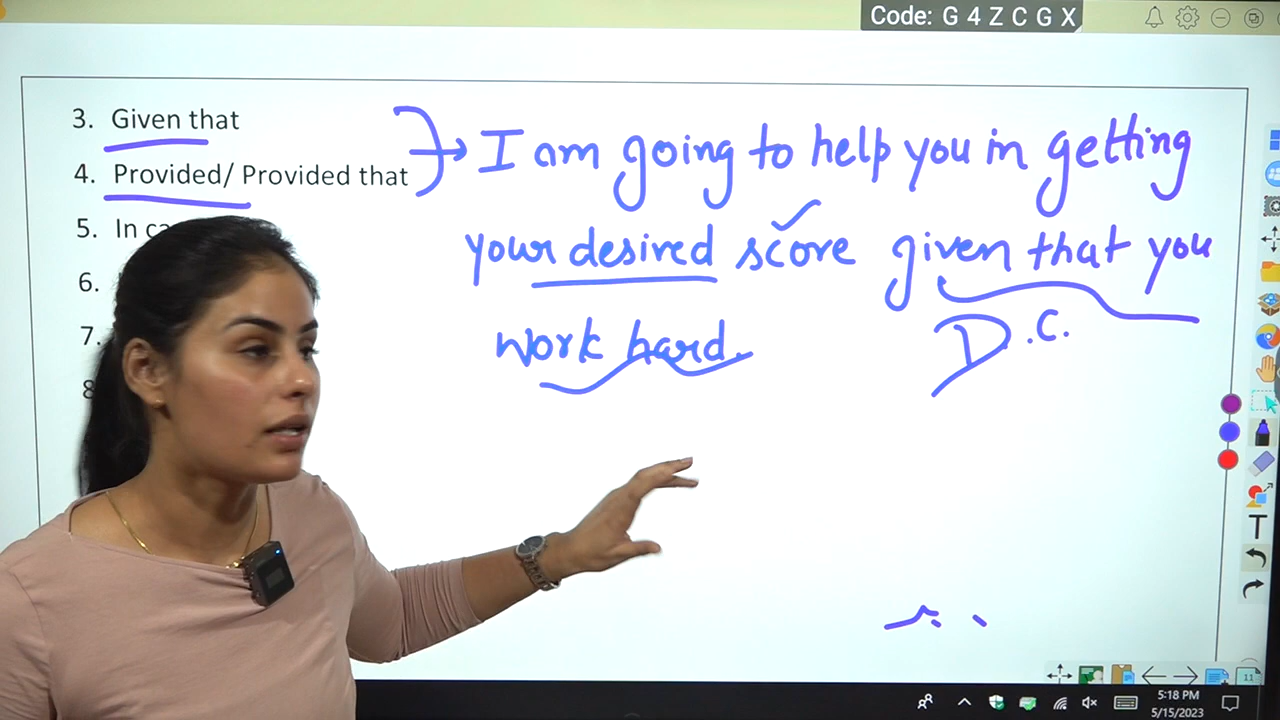 Code: G 4 Z C G X
3. Given that
4. Provided/ Provided that
5. In
6.
7.
8
I am going to help you in getting
your desired score given that you
work hard.
D.C.
T
11
5:18 PM
5/15/2023